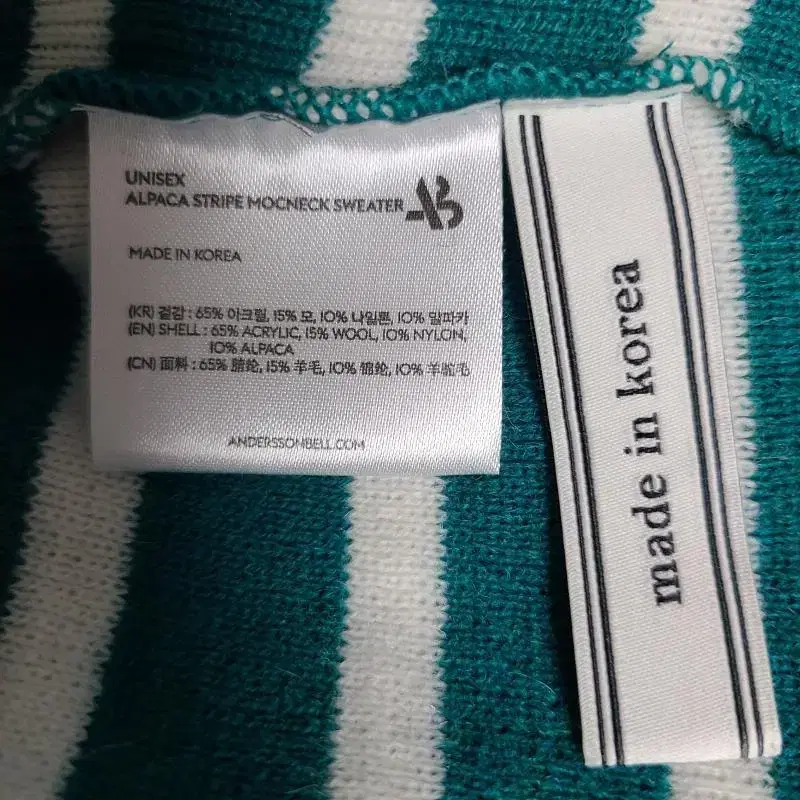 UNISEX
ALPACA STRIPE MOCNECK SWEATER
AB
MADE IN KOREA
(KR) 겉감 : 65% 아크릴, 15% 모, 10% 나일론, 10% 알파카
(EN) SHELL : 65% ACRYLIC, 15% WOOL, 10% NYLON,
10% ALPACA
(CN) 面料 : 65% 腈纶, 15% 羊毛, 10% 锦纶, 10% 羊驼毛
ANDERSSONBELL.COM
made in korea